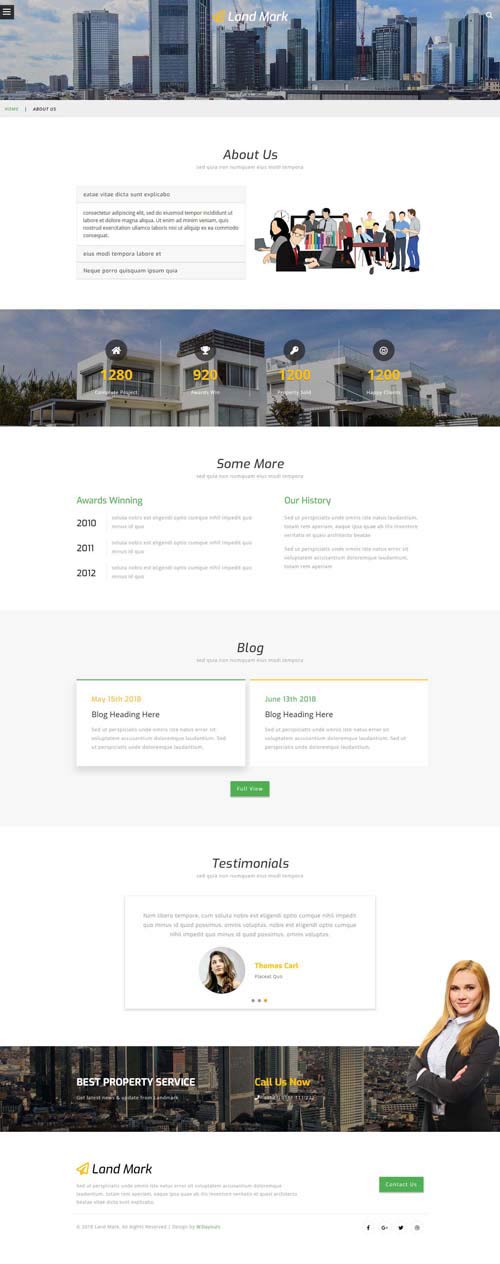 Land Mark
HOME | ABOUT US
About Us
sed quia non numquam eius modi tempora
eatae vitae dicta sunt explicabo
consectetur adipiscing elit, sed do eiusmod tempor incididunt ut
labore et dolore magna aliqua. Ut enim ad minim veniam, quis
nostrud exercitation ullamco laboris nisi ut aliquip ex ea commodo
consequat.
eius modi tempora labore et
Neque porro quisquam ipsum quia
1280
Complete Project
920
Awards Win
1200
Property Sold
1200
Happy Clients
Some More
sed quia non numquam eius modi tempora
Awards Winning
2010
soluta nobis est eligendi optio cumque nihil impedit quo
minus id quo
2011
soluta nobis est eligendi optio cumque nihil impedit quo
minus id quo
2012
soluta nobis est eligendi optio cumque nihil impedit quo
minus id quo
Our History
Sed ut perspiciatis unde omnis iste natus laudantium,
totam rem aperiam, eaque ipsa quae ab illo inventore
veritatis et quasi architecto beatae
Sed ut perspiciatis unde omnis iste natus error sit
voluptatem accusantium doloremque laudantium,
totam rem aperiam
Blog
sed quia non numquam eius modi tempora
May 15th 2018
Blog Heading Here
Sed ut perspiciatis unde omnis iste natus error sit
voluptatem accusantium doloremque laudantium. Sed
ut perspiciatis unde doloremque laudantium.
June 13th 2018
Blog Heading Here
Sed ut perspiciatis unde omnis iste natus error sit
voluptatem accusantium doloremque laudantium. Sed ut
perspiciatis unde doloremque laudantium.
Full View
Testimonials
sed quia non numquam eius modi tempora
Nam libero tempore, cum soluta nobis est eligendi optio cumque nihil impedit
quo minus id quod possimus, omnis voluptas. nobis est eligendi optio cumque
nihil impedit quo minus id quod possimus, omnis voluptas.
Thomas Carl
Placeat Quo
BEST PROPERTY SERVICE
Get latest news & update from Landmark
Call Us Now
Land Mark
Sed ut perspiciatis unde omnis iste natus error sit voluptatem accusantium doloremque
laudantium, totam rem aperiam, eaque ipsa quae ab illo inventore veritatis et quasi architecto
beatae vitae dicta sunt explicabo.
Contact Us
© 2018 Land Mark. All Rights Reserved | Design by W3layouts